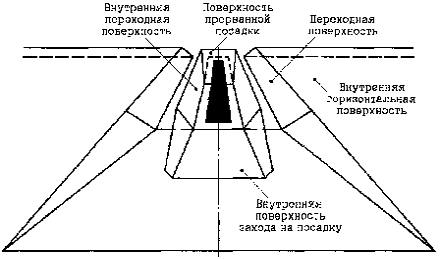 Внутренняя
переходная
поверхность
Поверхность
прерванной
посадки
Переходная
поверхность
Внутренняя
горизонтальная
поверхность
Внутренняя
поверхность
захода на посадку